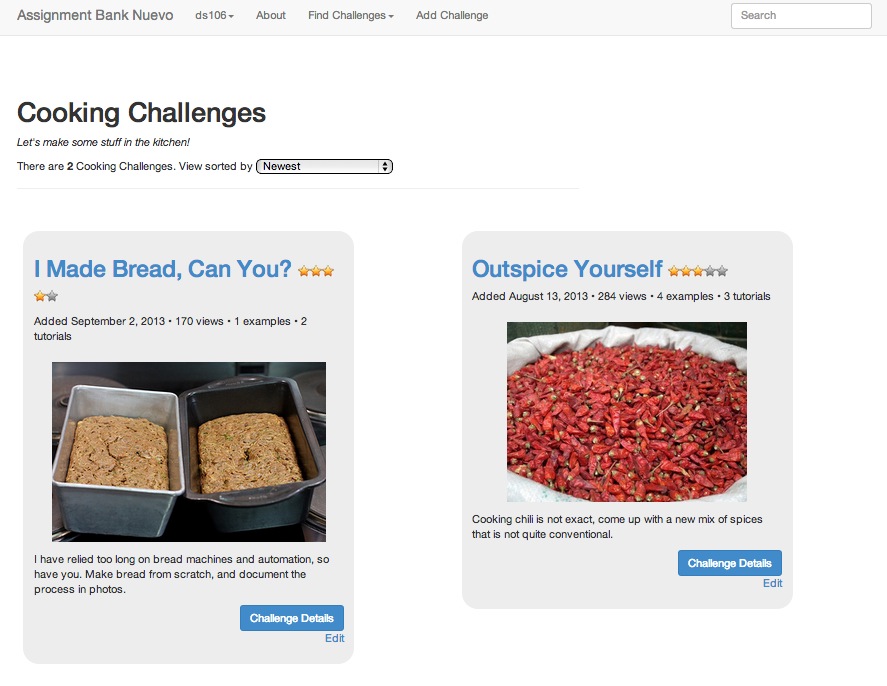 Assignment Bank Nuevo ds106 About Find Challenges Add Challenge Search
Cooking Challenges
Let's make some stuff in the kitchen!
There are 2 Cooking Challenges. View sorted by Newest
I Made Bread, Can You?
Added September 2, 2013 • 170 views • 1 examples • 2
tutorials
I have relied too long on bread machines and automation, so
have you. Make bread from scratch, and document the
process in photos.
Challenge Details
Edit
Outspice Yourself
Added August 13, 2013 • 284 views • 4 examples • 3 tutorials
Cooking chili is not exact, come up with a new mix of spices
that is not quite conventional.
Challenge Details
Edit